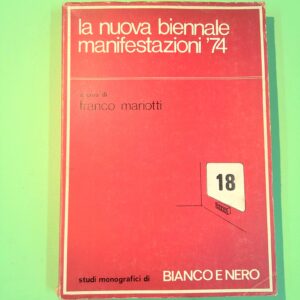 la nuova biennale
manifestazioni '74
a cura di
franco mariotti
18
studi monografici di BIANCO E NERO